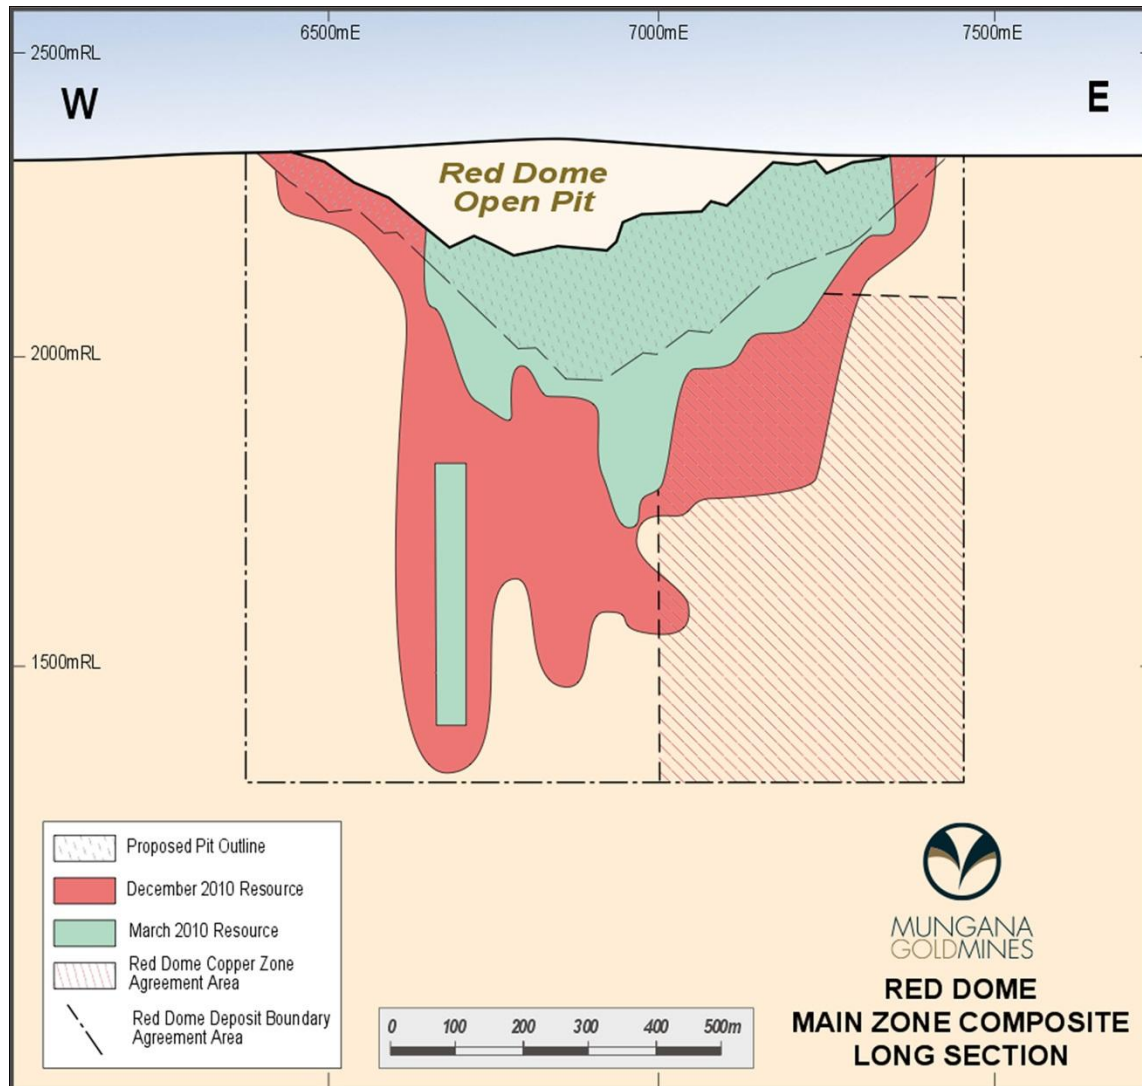 6500mE
7000mE
7500mE
2500mRL
W
E
Red Dome
Open Pit
2000mRL
1500mRL
Proposed Pit Outline
December 2010 Resource
March 2010 Resource
Red Dome Copper Zone
Agreement Area
Red Dome Deposit Boundary
Agreement Area
0 100 200 300 400 500m
MUNGANA
GOLDMINES
RED DOME
MAIN ZONE COMPOSITE
LONG SECTION